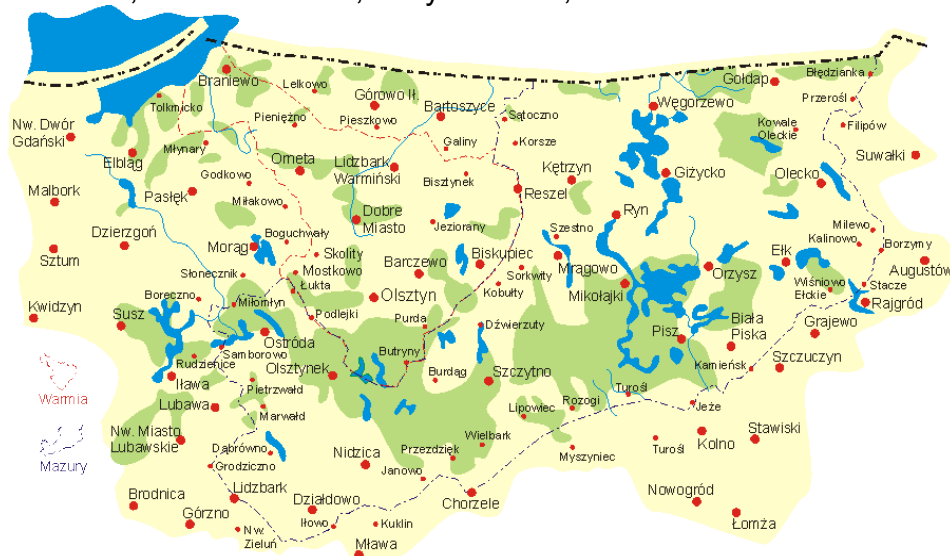 Braniewo
Lelkowo
Gołdap
Błędzianka
Tolkmicko
Górowo Ił.
Bartoszyce
Węgorzewo
Przerośl
Nw. Dwór
Gdański
Pieniężno
Pieszkowo
Sątoczno
Kowale
Oleckie
Filipów
Młynary
Galiny
Korsze
Elbląg
Orneta
Lidzbark
Warmiński
Kętrzyn
Giżycko
Suwałki
Godkowo
Bisztynek
Reszel
Olecko
Malbork
Pasłęk
Miłakowo
Dobre
Miasto
Jeziorany
Ryn
Milewo
Dzierzgoń
Morąg
Boguchwały
Szestno
Kalinowo
Borzymy
Sztum
Skolity
Barczewo
Biskupiec
Mrągowo
Orzysz
Ełk
Augustów
Słonecznik
Mostkowo
Sorkwity
Łukta
Olsztyn
Kobułty
Mikołajki
Wiśniowo
Ełckie
Stacze
Rajgród
Kwidzyn
Boreczno
Miłomłyn
Susz
Podlejki
Purda
Dźwierzuty
Pisz
Biała
Piska
Grajewo
Ostróda
Samborowo
Rudzienice
Olsztynek
Butryny
Burdąg
Szczytno
Kamieńsk
Szczuczyn
Warmia
Iława
Pietrzwałd
Turośl
Lubawa
Marwałd
Lipowiec
Rozogi
Jeże
Nw. Miasto
Lubawskie
Wielbark
Kolno
Stawiski
Mazury
Dąbrówno
Przezdzięk
Myszyniec
Turośl
Grodziczno
Nidzica
Janowo
Brodnica
Lidzbark
Działdowo
Chorzele
Nowogród
Górzno
Nw.
Zieluń
Iłowo
Kuklin
Łomża
Mława